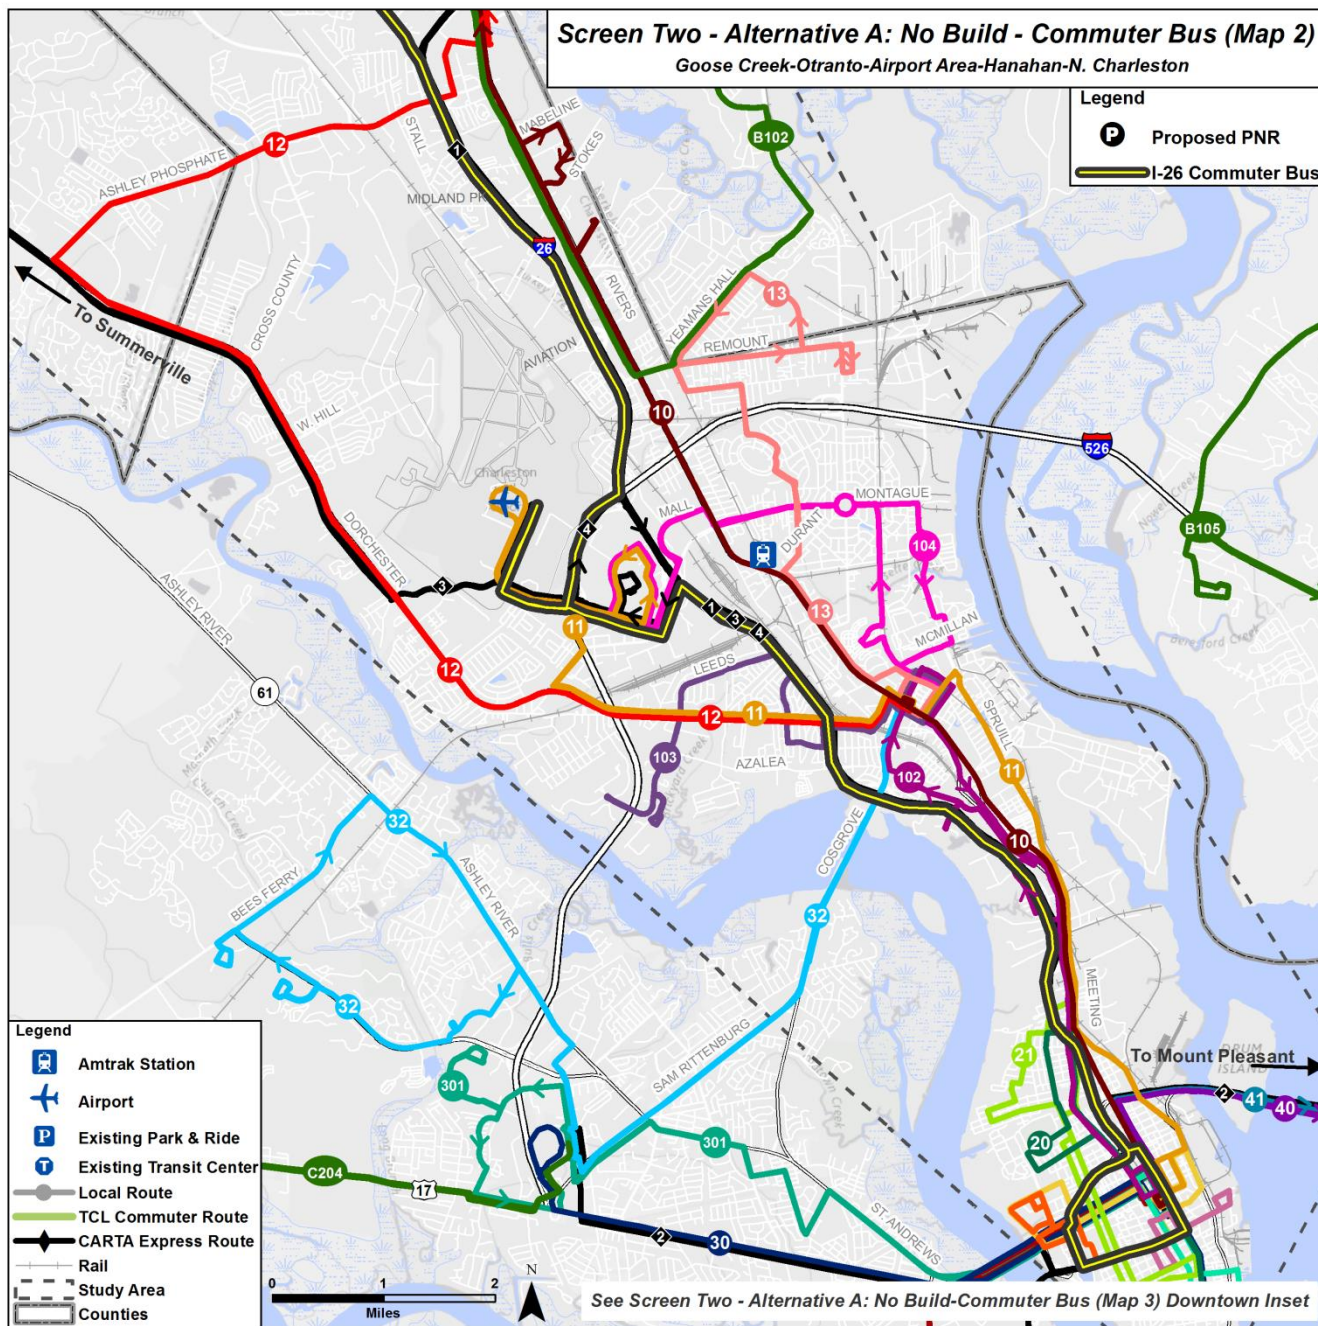 Screen Two - Alternative A: No Build - Commuter Bus (Map 2)
Goose Creek-Otranto-Airport Area-Hanahan-N. Charleston
Legend
P Proposed PNR
I-26 Commuter Bus
B102
MABELINE
STOKES
STALL
12
1
ASHLEY PHOSPHATE
MIDLAND PK
26
RIVERS
YEAMANS HALL
13
To Summerville
CROSS COUNTY
REMOUNT
AVIATION
10
W. HILL
526
Charleston
MALL
MONTAGUE
DURANT
B105
DORCHESTER
4
104
3
ASHLEY RIVER
1
3
4
13
MCMILLAN
11
LEEDS
12
61
12
11
SPRUILL
103
AZALEA
102
11
32
COSGROVE
10
BEES FERRY
ASHLEY RIVER
32
32
MEETING
SAM RITTENBURG
21
To Mount Pleasant
DRUM
ISLAND
301
2
41
40
20
301
C204
17
ST. ANDREWS
2
30
Legend
Amtrak Station
Airport
P Existing Park & Ride
T Existing Transit Center
Local Route
TCL Commuter Route
CARTA Express Route
Rail
Study Area
Counties
0 1 2
Miles
N
See Screen Two - Alternative A: No Build-Commuter Bus (Map 3) Downtown Inset